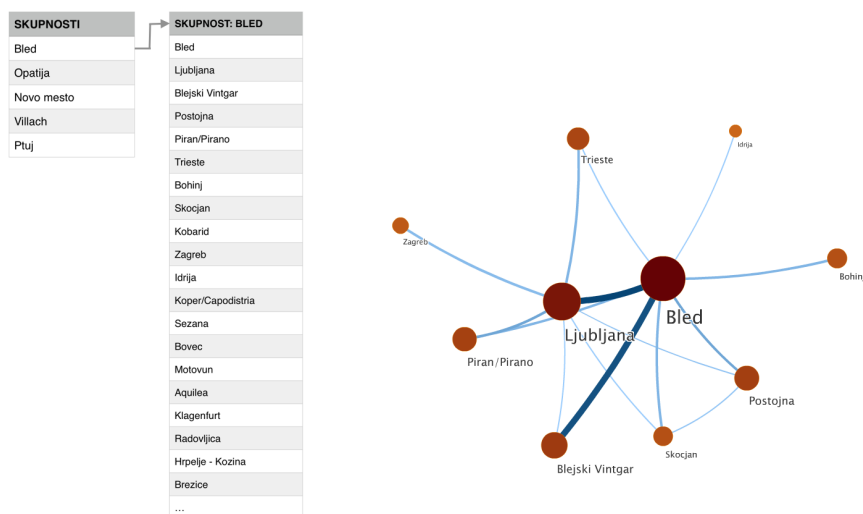 SKUPNOSTI
Bled
Opatija
Novo mesto
Villach
Ptuj
SKUPNOST: BLED
Bled
Ljubljana
Blejski Vintgar
Postojna
Piran/Pirano
Trieste
Bohinj
Skocjan
Kobarid
Zagreb
Idrija
Koper/Capodistria
Sezana
Bovec
Motovun
Aquilea
Klagenfurt
Radovljica
Hrpelje - Kozina
Brezice
...
Trieste
Idrija
Zagreb
Bohinj
Bled
Ljubljana
Piran/Pirano
Postojna
Skocjan
Blejski Vintgar